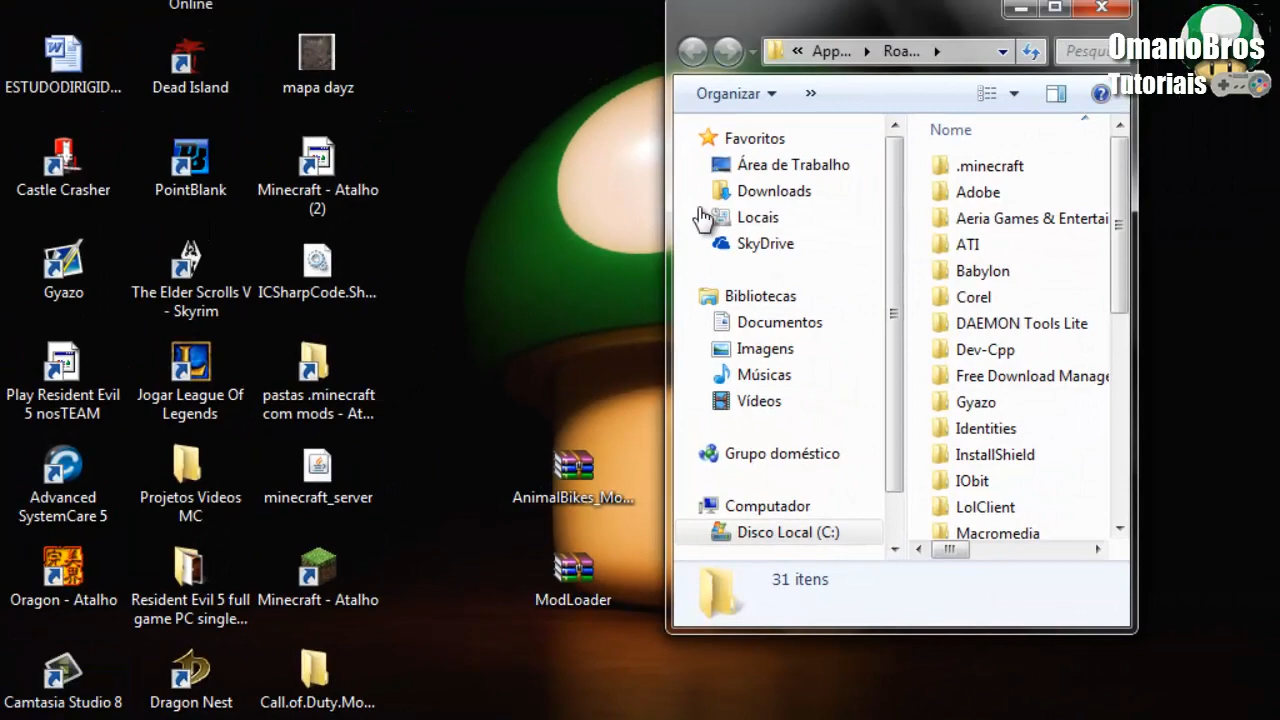 Online
ESTUDODIRIGID...
Dead Island
mapa dayz
Castle Crasher
PointBlank
Minecraft - Atalho
(2)
Gyazo
The Elder Scrolls V
- Skyrim
ICSharpCode.Sh...
Play Resident Evil
5 nosTEAM
Jogar League Of
Legends
pastas .minecraft
com mods - At...
Advanced
SystemCare 5
Projetos Videos
MC
minecraft_server
Oragon - Atalho
Resident Evil 5 full
game PC single...
Minecraft - Atalho
Camtasia Studio 8
Dragon Nest
Call.of.Duty.Mo...
AnimalBikes_Mo...
ModLoader
« App...
Roa...
Pesqui
OmanoBros
Tutoriais
Organizar
»
Favoritos
Área de Trabalho
Downloads
Locais
SkyDrive
Bibliotecas
Documentos
Imagens
Músicas
Vídeos
Grupo doméstico
Computador
Disco Local (C:)
Nome
.minecraft
Adobe
Aeria Games & Entertai
ATI
Babylon
Corel
DAEMON Tools Lite
Dev-Cpp
Free Download Manage
Gyazo
Identities
InstallShield
IObit
LolClient
Macromedia
31 itens